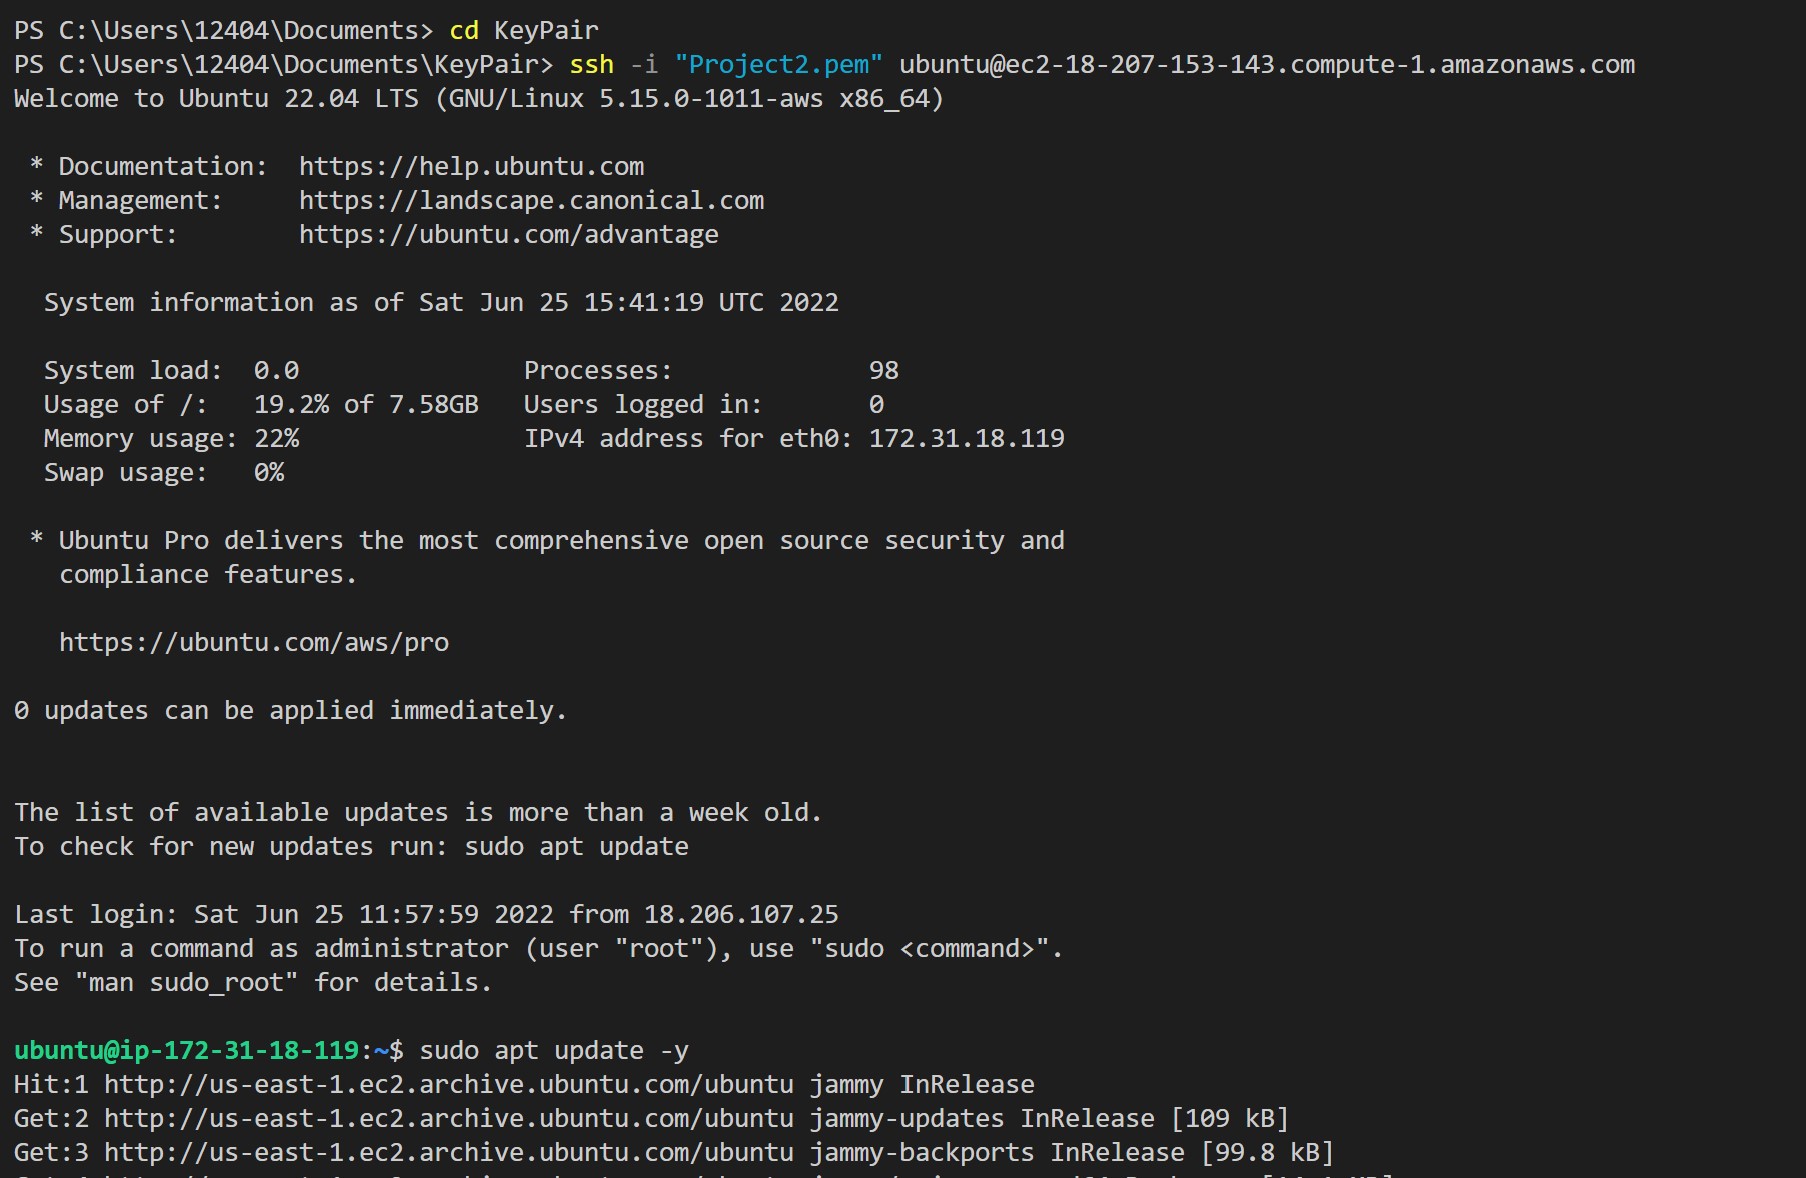 PS C:\Users\12404\Documents> cd KeyPair
PS C:\Users\12404\Documents\KeyPair> ssh -i "Project2.pem" ubuntu@ec2-18-207-153-143.compute-1.amazonaws.com
Welcome to Ubuntu 22.04 LTS (GNU/Linux 5.15.0-1011-aws x86_64)

 * Documentation:  https://help.ubuntu.com
 * Management:     https://landscape.canonical.com
 * Support:        https://ubuntu.com/advantage

  System information as of Sat Jun 25 15:41:19 UTC 2022

  System load:  0.0               Processes:             98
  Usage of /:   19.2% of 7.58GB   Users logged in:       0
  Memory usage: 22%               IPv4 address for eth0: 172.31.18.119
  Swap usage:   0%

 * Ubuntu Pro delivers the most comprehensive open source security and
   compliance features.

   https://ubuntu.com/aws/pro

0 updates can be applied immediately.

The list of available updates is more than a week old.
To check for new updates run: sudo apt update

Last login: Sat Jun 25 11:57:59 2022 from 18.206.107.25
To run a command as administrator (user "root"), use "sudo <command>".
See "man sudo_root" for details.

ubuntu@ip-172-31-18-119:~$ sudo apt update -y
Hit:1 http://us-east-1.ec2.archive.ubuntu.com/ubuntu jammy InRelease
Get:2 http://us-east-1.ec2.archive.ubuntu.com/ubuntu jammy-updates InRelease [109 kB]
Get:3 http://us-east-1.ec2.archive.ubuntu.com/ubuntu jammy-backports InRelease [99.8 kB]